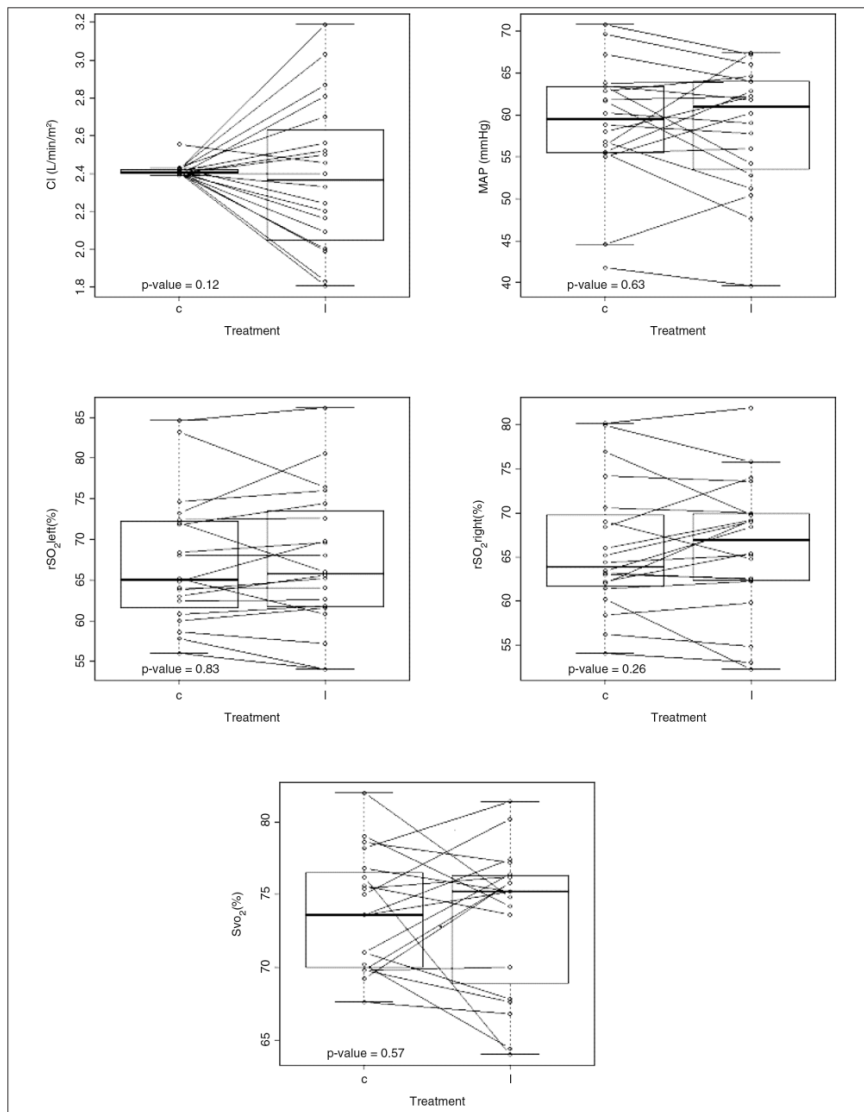 CI (L/min/m²)
3.2
3.0
2.8
2.6
2.4
2.2
2.0
1.8
p-value = 0.12
c
l
Treatment
MAP (mmHg)
70
65
60
55
50
45
40
p-value = 0.63
c
l
Treatment
rSO₂left(%)
85
80
75
70
65
60
55
p-value = 0.83
c
l
Treatment
rSO₂right(%)
80
75
70
65
60
55
p-value = 0.26
c
l
Treatment
Svo₂(%)
80
75
70
65
p-value = 0.57
c
l
Treatment